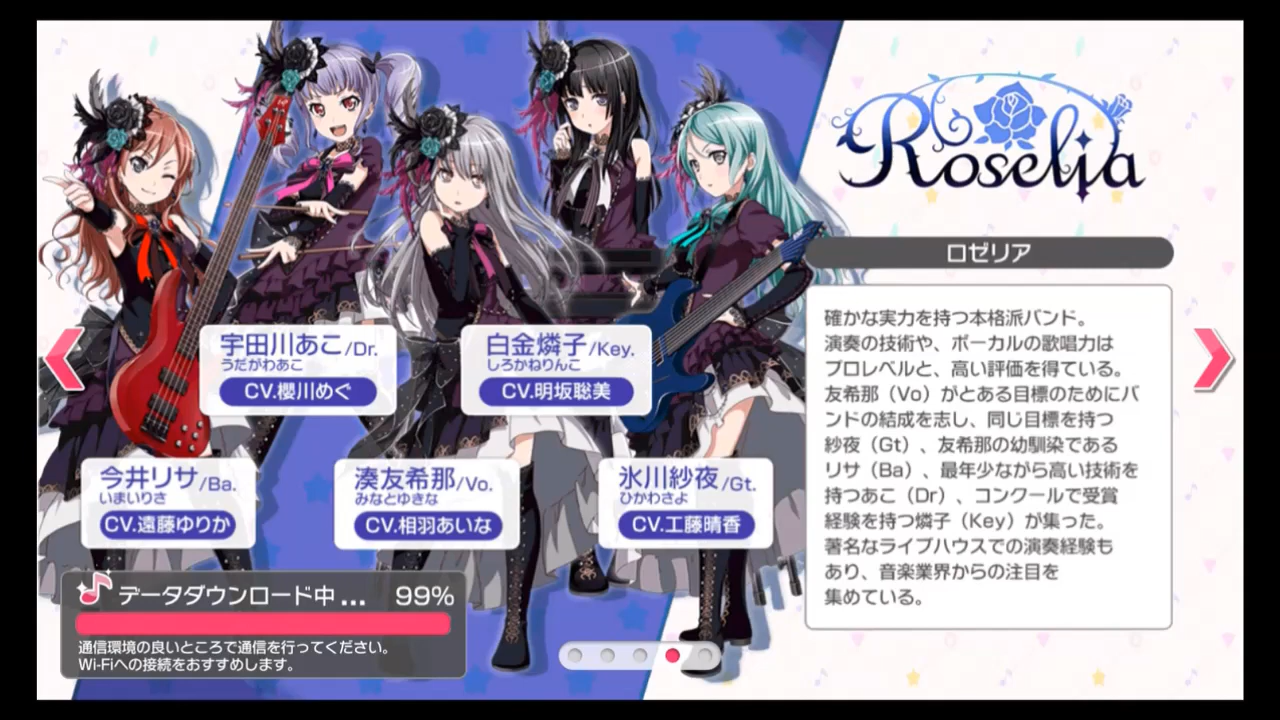 Roselia
ロゼリア
確かな実力を持つ本格派バンド。
演奏の技術や、ボーカルの歌唱力は
プロレベルと、高い評価を得ている。
友希那（Vo）がとある目標のためにバ
ンドの結成を志し、同じ目標を持つ
紗夜（Gt）、友希那の幼馴染である
リサ（Ba）、最年少ながら高い技術を
持つあこ（Dr）、コンクールで受賞
経験を持つ燐子（Key）が集った。
著名なライブハウスでの演奏経験も
あり、音楽業界からの注目を
集めている。
宇田川あこ/Dr.
うだがわあこ
CV.櫻川めぐ
白金燐子/Key.
しろかねりんこ
CV.明坂聡美
今井リサ/Ba.
いまいりさ
CV.遠藤ゆりか
湊友希那/Vo.
みなとゆきな
CV.相羽あいな
氷川紗夜/Gt.
ひかわさよ
CV.工藤晴香
データダウンロード中... 99%
通信環境の良いところで通信を行ってください。
Wi-Fiへの接続をおすすめします。